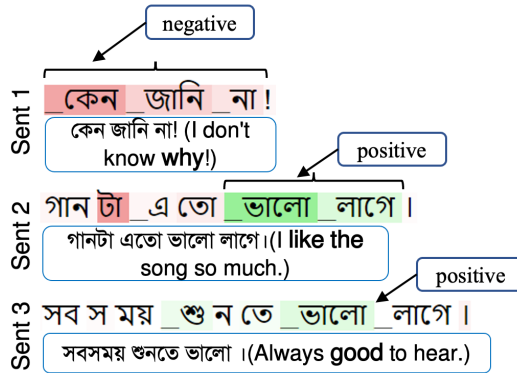 negative
Sent 1
_কেন _জানি _না !
কেন জানি না! (I don't
know why!)
positive
Sent 2
গান টা _এ তো _ভালো _লাগে ।
গানটা এতো ভালো লাগে।(I like the
song so much.)
positive
Sent 3
সব স ময় _শু ন তে _ভালো _লাগে ।
সবসময় শুনতে ভালো ।(Always good to hear.)